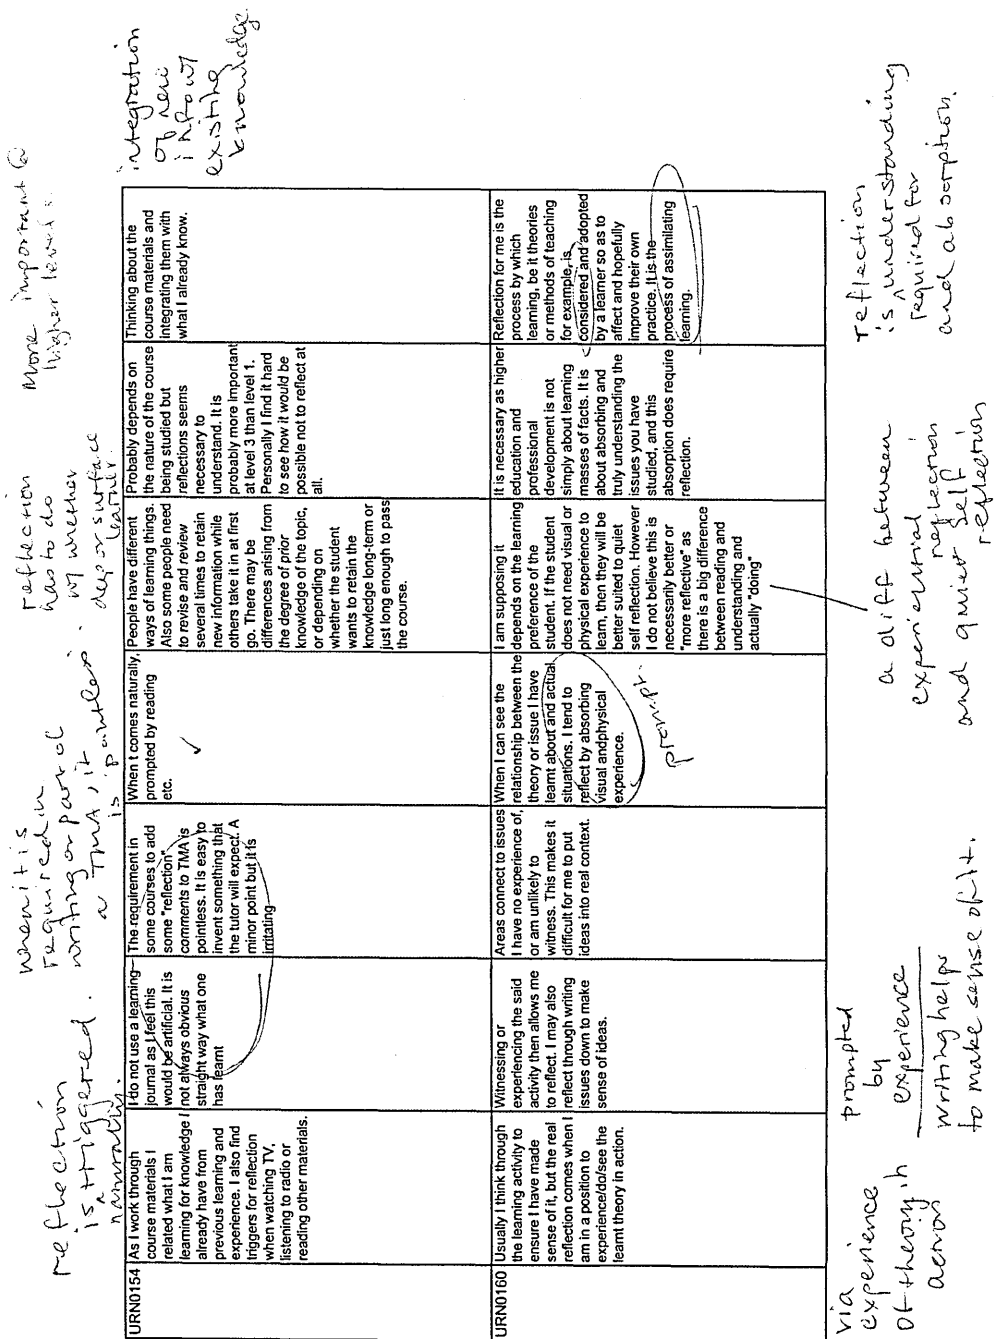 reflection
is triggered.
naturally.
when it is
required in
writing or part of
a TMA, it
is pointless.
reflection
has to do
w whether
deep or surface
learner.
More important @
higher levels.
integration
of new
info w
existing
knowledge
URN0154
As I work through
course materials I
related what I am
learning for knowledge I
already have from
previous learning and
experience. I also find
triggers for reflection
when watching TV,
listening to radio or
reading other materials.
I do not use a learning
journal as I feel this
would be artificial. It is
not always obvious
straight way what one
has learnt
The requirement in
some courses to add
some "reflection"
comments to TMA is
pointless. It is easy to
invent something that
the tutor will expect. A
minor point but it is
irritating
When t comes naturally,
prompted by reading
etc.
People have different
ways of learning things.
Also some people need
to revise and review
several times to retain
new information while
others take it in at first
go. There may be
differences arising from
the degree of prior
knowledge of the topic,
or depending on
whether the student
wants to retain the
knowledge long-term or
just long enough to pass
the course.
Probably depends on
the nature of the course
being studied but
reflections seems
necessary to
understand. It is
probably more important
at level 3 than level 1.
Personally I find it hard
to see how it would be
possible not to reflect at
all.
Thinking about the
course materials and
integrating them with
what I already know.
URN0160
Usually I think through
the learning activity to
ensure I have made
sense of it, but the real
reflection comes when I
am in a position to
experience/do/see the
learnt theory in action.
Witnessing or
experiencing the said
activity then allows me
to reflect. I may also
reflect through writing
issues down to make
sense of ideas.
Areas connect to issues
I have no experience of,
or am unlikely to
witness. This makes it
difficult for me to put
ideas into real context.
When I can see the
relationship between the
theory or issue I have
learnt about and actual
situations. I tend to
reflect by absorbing
visual andphysical
experience.
prompt.
I am supposing it
depends on the learning
preference of the
student. If the student
does not need visual or
physical experience to
learn, then they will be
better suited to quiet
self reflection. However
I do not believe this is
necessarily better or
"more reflective" as
there is a big difference
between reading and
understanding and
actually "doing"
It is necessary as higher
education and
professional
development is not
simply about learning
masses of facts. It is
about absorbing and
truly understanding the
issues you have
studied, and this
absorption does require
reflection.
Reflection for me is the
process by which
learning, be it theories
or methods of teaching
for example, is
considered and adopted
by a learner so as to
affect and hopefully
improve their own
practice. It is the
process of assimilating
learning.
via
experience
of theory in
action
prompted
by
experience
writing helps
to make sense of it.
a diff between
experiential
reflection
and quiet self
reflection
reflection
is required for understanding
and absorption.